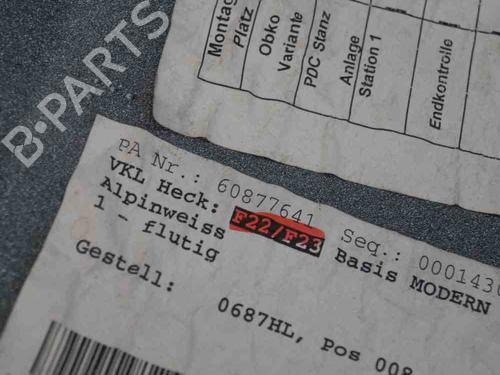 Montag
Platz
Obko
Variante
PDC Stanz
Anlage
Station 1
Endkontrolle
B-PARTS
PA Nr.: 60877641 Seq.: 0001430
VKL Heck: F22/F23 Basis MODERN
Alpinweiss
1 - flutig
Gestell: 0687HL, Pos 008